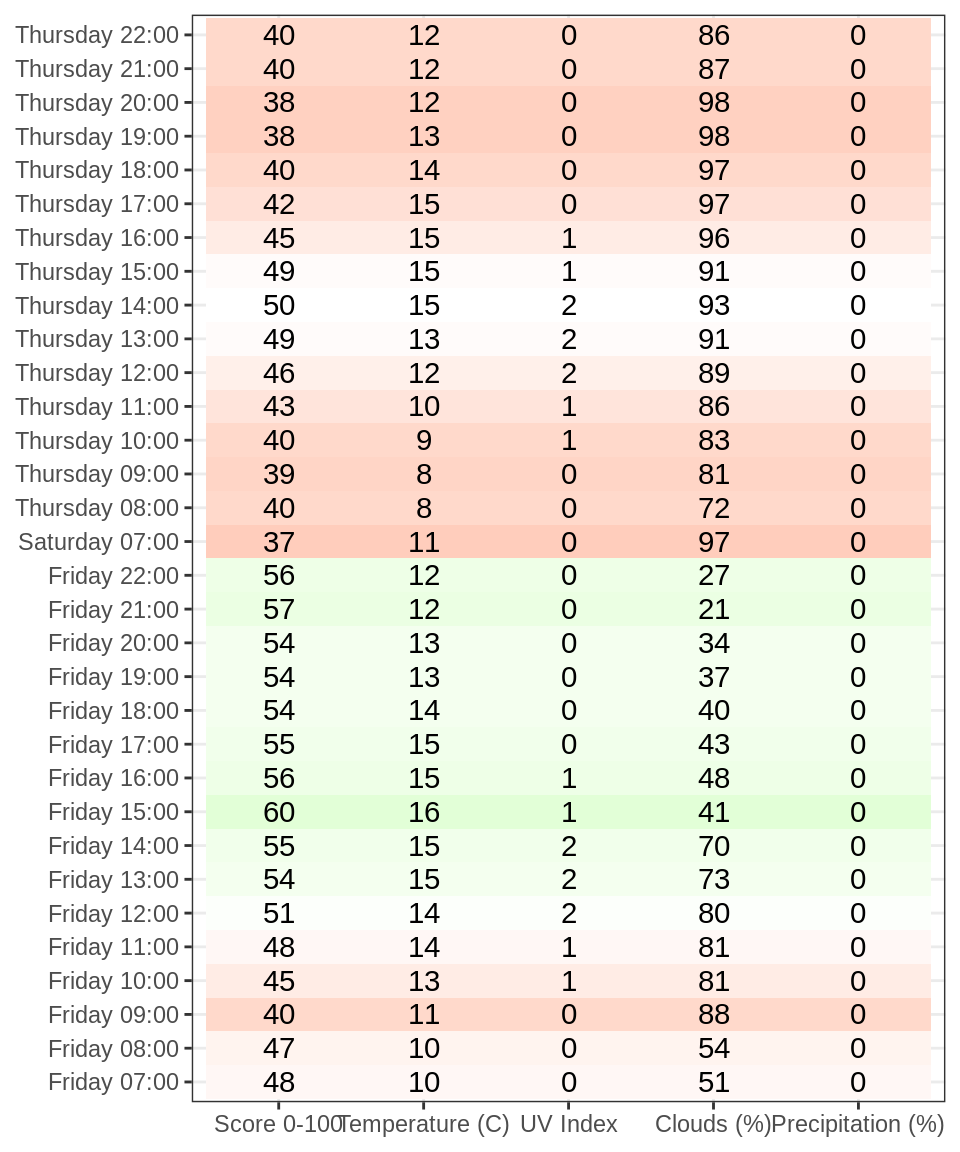 Thursday 22:00 40 12 0 86 0
Thursday 21:00 40 12 0 87 0
Thursday 20:00 38 12 0 98 0
Thursday 19:00 38 13 0 98 0
Thursday 18:00 40 14 0 97 0
Thursday 17:00 42 15 0 97 0
Thursday 16:00 45 15 1 96 0
Thursday 15:00 49 15 1 91 0
Thursday 14:00 50 15 2 93 0
Thursday 13:00 49 13 2 91 0
Thursday 12:00 46 12 2 89 0
Thursday 11:00 43 10 1 86 0
Thursday 10:00 40 9 1 83 0
Thursday 09:00 39 8 0 81 0
Thursday 08:00 40 8 0 72 0
Saturday 07:00 37 11 0 97 0
Friday 22:00 56 12 0 27 0
Friday 21:00 57 12 0 21 0
Friday 20:00 54 13 0 34 0
Friday 19:00 54 13 0 37 0
Friday 18:00 54 14 0 40 0
Friday 17:00 55 15 0 43 0
Friday 16:00 56 15 1 48 0
Friday 15:00 60 16 1 41 0
Friday 14:00 55 15 2 70 0
Friday 13:00 54 15 2 73 0
Friday 12:00 51 14 2 80 0
Friday 11:00 48 14 1 81 0
Friday 10:00 45 13 1 81 0
Friday 09:00 40 11 0 88 0
Friday 08:00 47 10 0 54 0
Friday 07:00 48 10 0 51 0
Score 0-100 Temperature (C) UV Index Clouds (%) Precipitation (%)